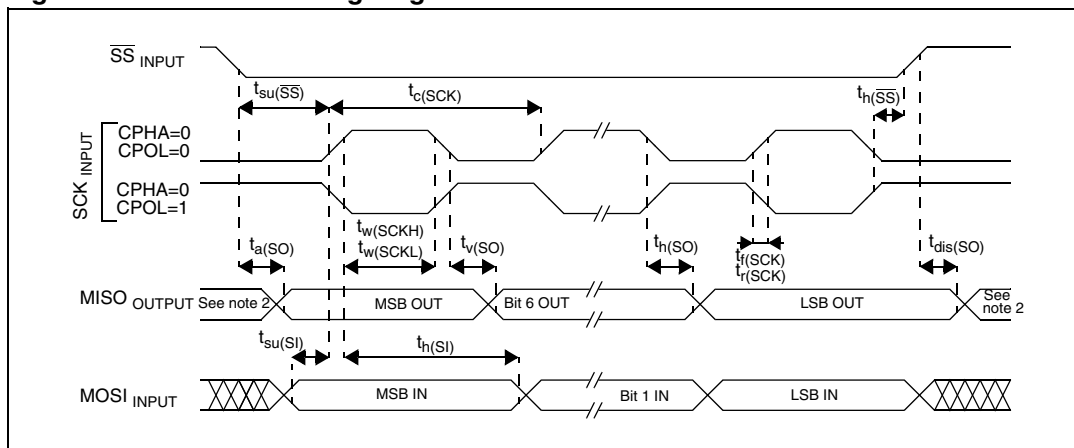 SS INPUT
tsu(SS)
tc(SCK)
th(SS)
SCK INPUT
CPHA=0
CPOL=0
CPHA=0
CPOL=1
ta(SO)
tw(SCKH)
tw(SCKL)
tv(SO)
th(SO)
tf(SCK)
tr(SCK)
tdis(SO)
MISO OUTPUT
See note 2
MSB OUT
Bit 6 OUT
LSB OUT
See
note 2
tsu(SI)
th(SI)
MOSI INPUT
MSB IN
Bit 1 IN
LSB IN